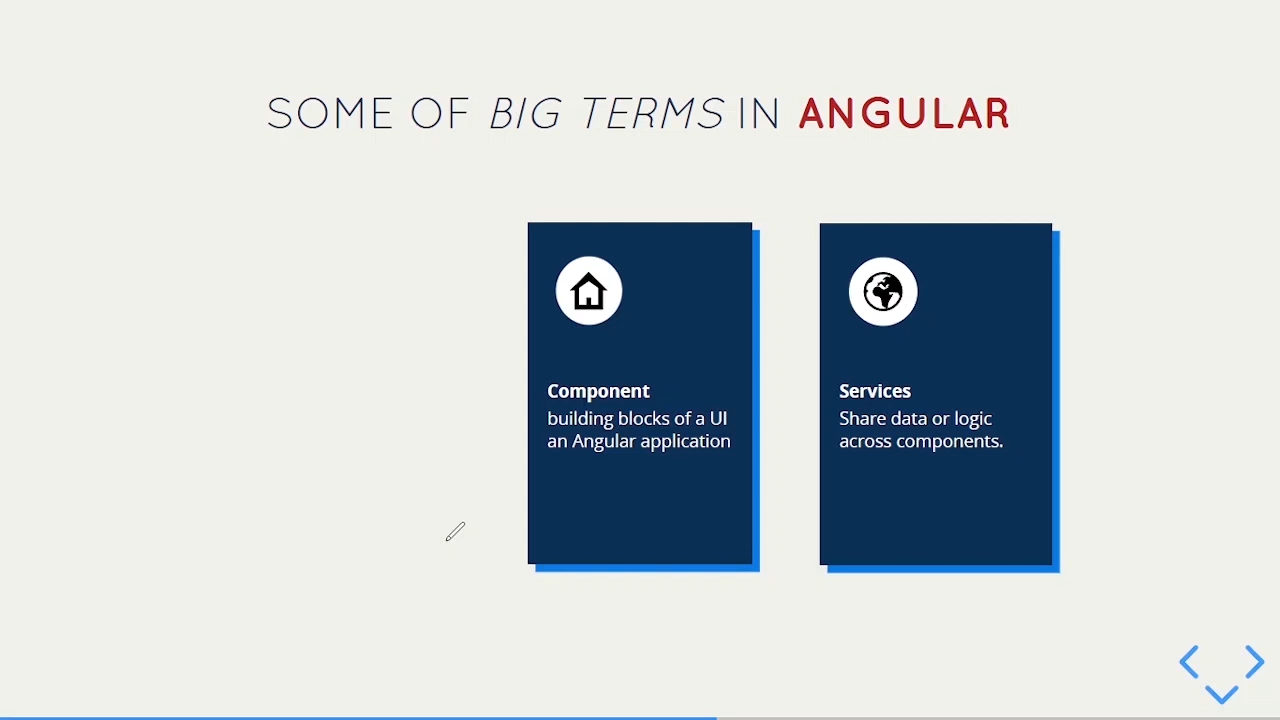 SOME OF BIG TERMS IN ANGULAR
Component
building blocks of a UI
an Angular application
Services
Share data or logic
across components.